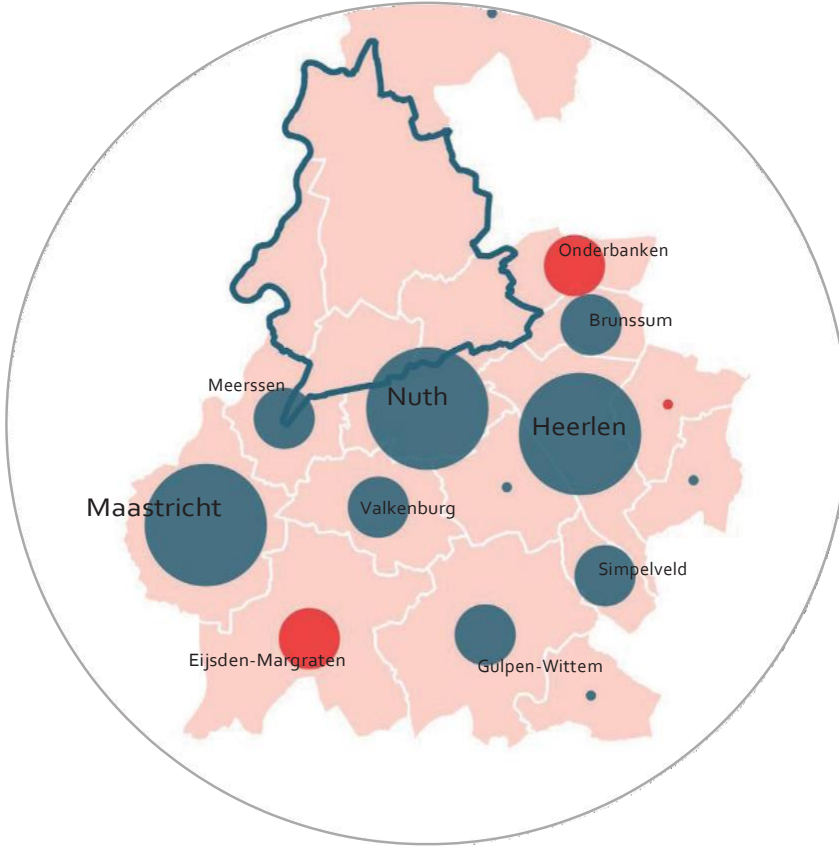 Onderbanken
Brunssum
Meerssen
Nuth
Heerlen
Maastricht
Valkenburg
Simpelveld
Eijsden-Margraten
Gulpen-Wittem